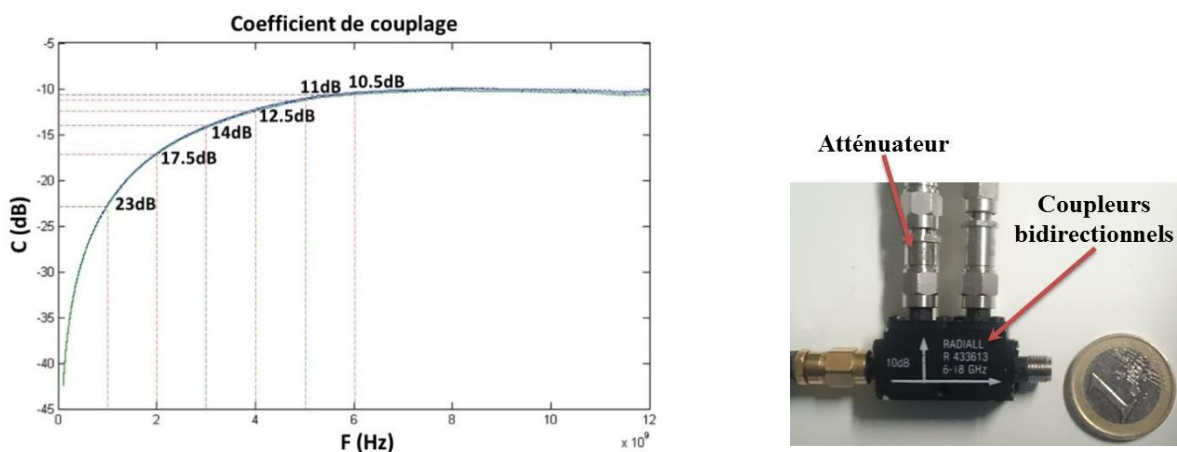 Coefficient de couplage
-5
-10
-15
-20
-25
-30
-35
-40
-45
C (dB)
11dB
10.5dB
12.5dB
14dB
17.5dB
23dB
0
2
4
6
8
10
12
F (Hz)
x 10⁹
Atténuateur
Coupleurs
bidirectionnels
RADIALL
10dB
R 433613
6-18 GHz
1